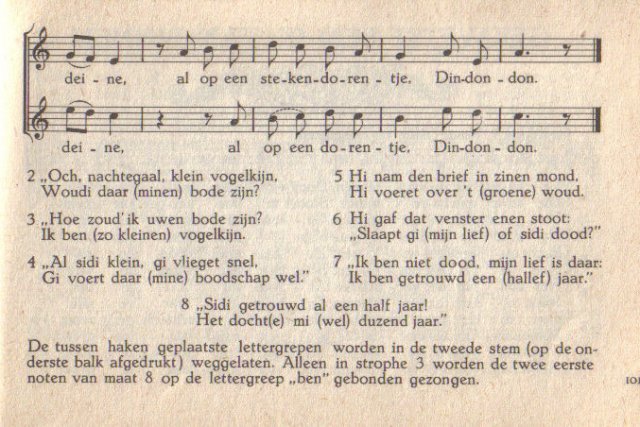 dei - ne, al op een ste-ken-do-ren - tje. Din-don - don.
dei - ne, al op een do-ren - tje. Din-don - don.
2 „Och, nachtegaal, klein vogelkijn,
Woudi daar (minen) bode zijn?
3 „Hoe zoud'ik uwen bode zijn?
Ik ben (zo kleinen) vogelkijn.
4 „Al sidi klein, gi vlieget snel,
Gi voert daar (mine) boodschap wel."
5 Hi nam den brief in zinen mond,
Hi voeret over 't (groene) woud.
6 Hi gaf dat venster enen stoot:
„Slaapt gi (mijn lief) of sidi dood?"
7 „Ik ben niet dood, mijn lief is daar:
Ik ben getrouwd een (hallef) jaar."
8 „Sidi getrouwd al een half jaar!
Het docht(e) mi (wel) duzend jaar."
De tussen haken geplaatste lettergrepen worden in de tweede stem (op de on-
derste balk afgedrukt) weggelaten. Alleen in strophe 3 worden de twee eerste
noten van maat 8 op de lettergreep „ben" gebonden gezongen.
101